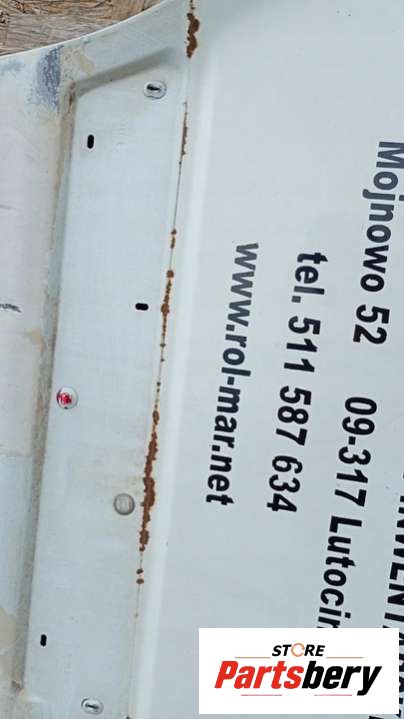 Mojnowo 52 09-317 Lutocin
tel. 511 587 634
www.rol-mar.net
STORE
Partsbery